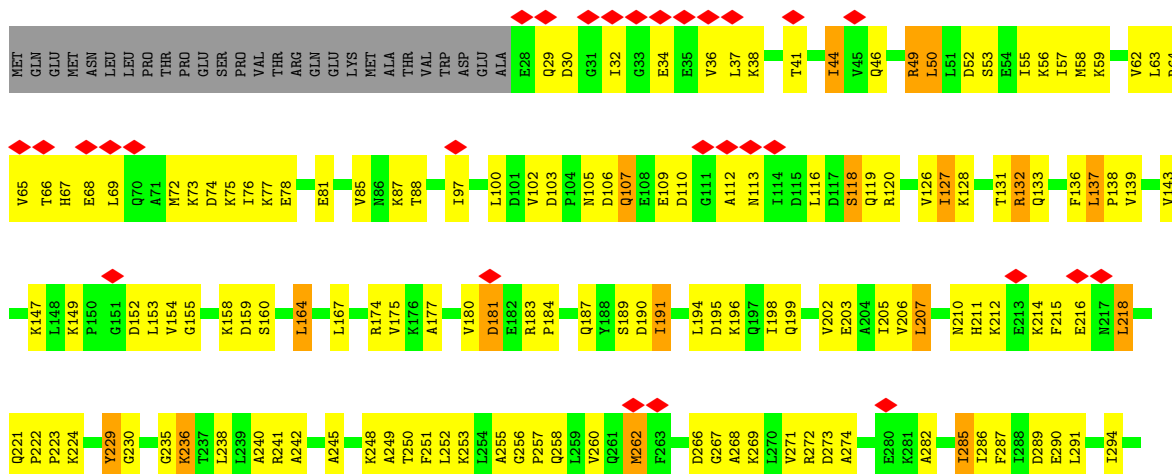 MET GLN GLU MET ASN LEU LEU PRO THR PRO GLU SER PRO VAL THR ARG GLN GLU LYS MET ALA THR VAL TRP ASP GLU ALA E28 Q29 D30 G31 I32 G33 E34 E35 V36 L37 K38 T41 I44 V45 Q46 R49 L50 L51 D52 S53 E54 I55 K56 I57 M58 K59 V62 L63
V65 T66 H67 E68 L69 Q70 A71 M72 K73 D74 K75 I76 K77 E78 E81 V85 N86 K87 T88 I97 L100 D101 V102 D103 P104 N105 D106 Q107 E108 E109 D110 G111 A112 N113 I114 D115 L116 D117 S118 Q119 R120 V126 I127 K128 T131 R132 Q133 F136 L137 P138 V139 V143
K147 L148 K149 P150 G151 D152 L153 V154 G155 K158 D159 S160 L164 L167 R174 V175 K176 A177 V180 D181 E182 R183 P184 Q187 Y188 S189 D190 I191 L194 D195 K196 Q197 I198 Q199 V202 E203 A204 I205 V206 L207 N210 H211 K212 E213 K214 F215 E216 N217 L218
Q221 P222 P223 K224 Y229 G230 G235 K236 T237 L238 L239 A240 R241 A242 A245 K248 A249 T250 F251 L252 K253 L254 A255 G256 P257 Q258 L259 V260 Q261 M262 F263 D266 G267 A268 K269 L270 V271 R272 D273 A274 E280 K281 A282 I285 I286 F287 I288 D289 E290 L291 I294